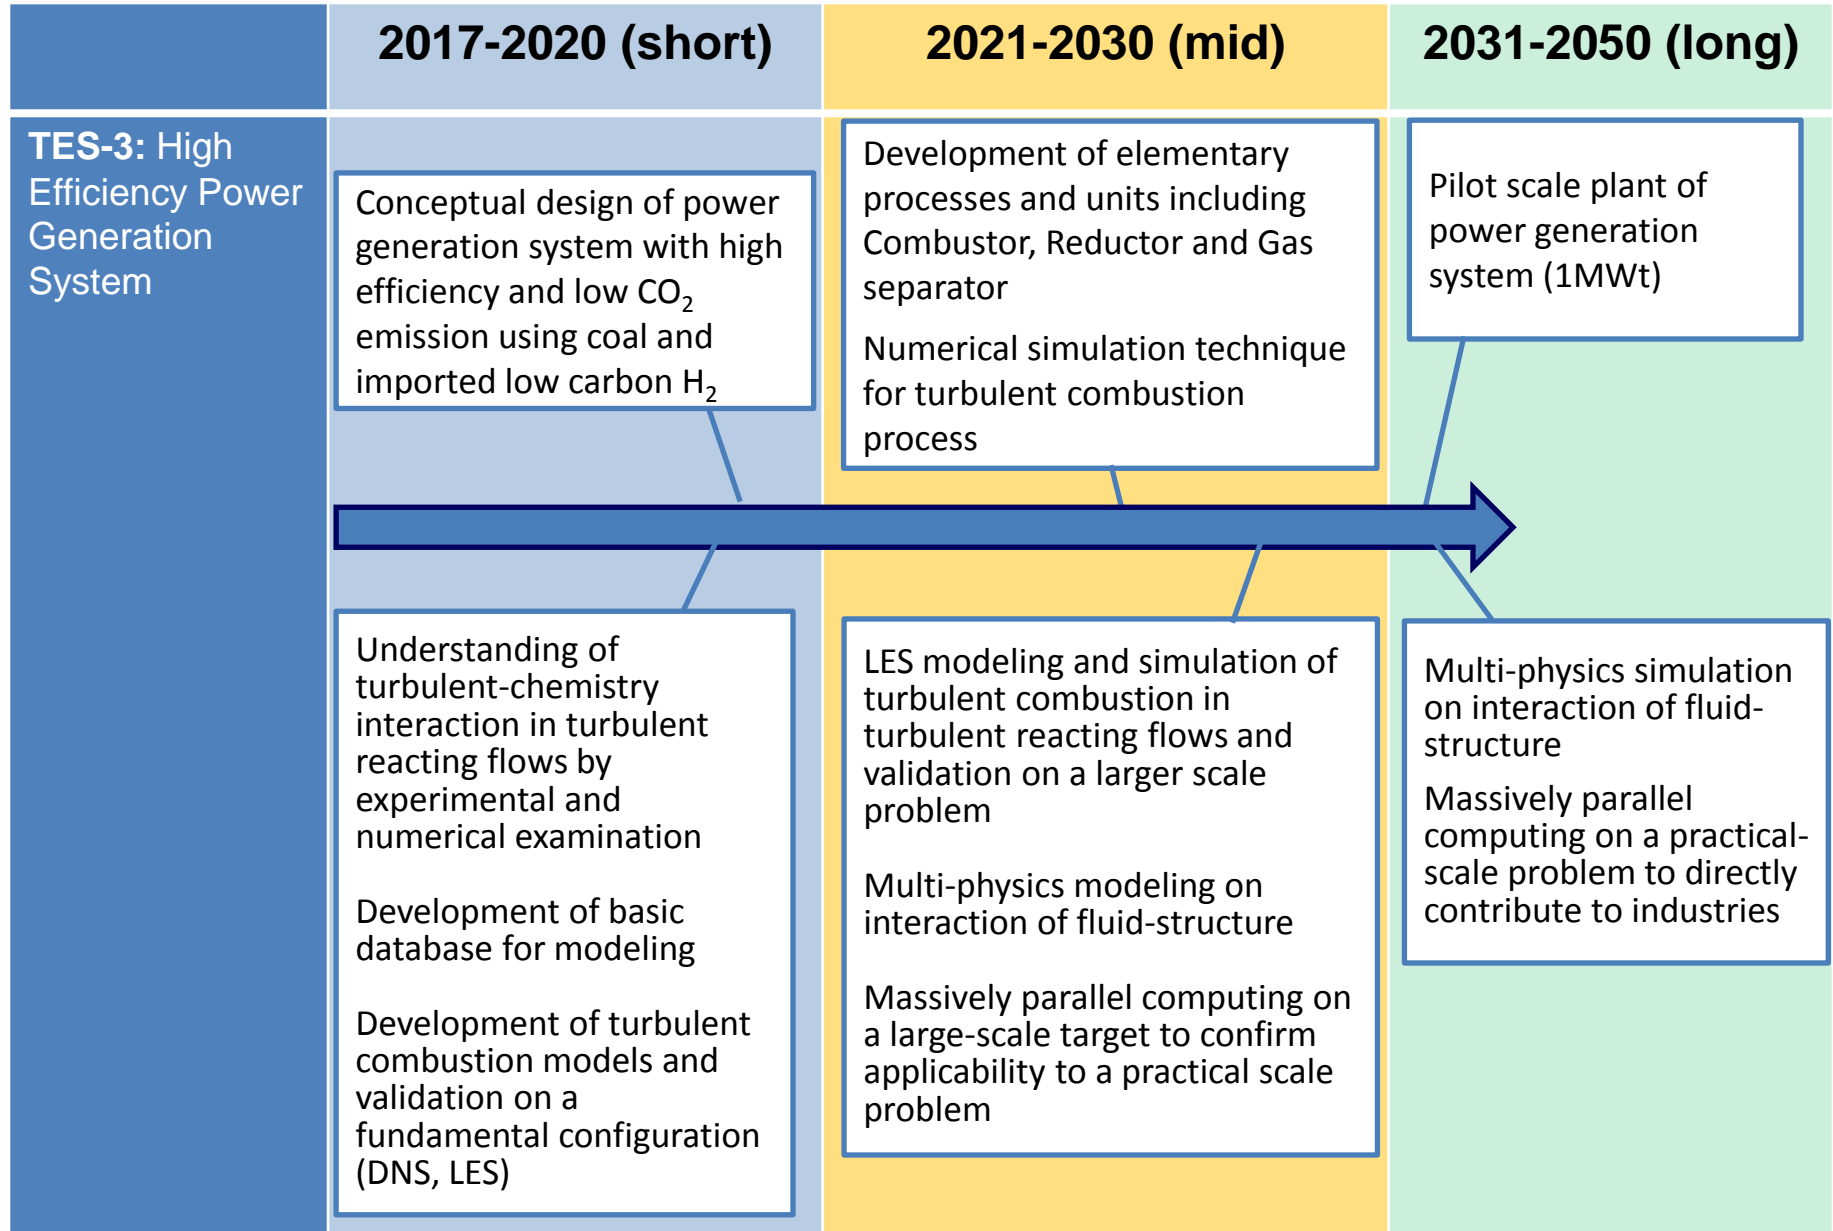 2017-2020 (short)
2021-2030 (mid)
2031-2050 (long)
TES-3: High
Efficiency Power
Generation
System
Conceptual design of power
generation system with high
efficiency and low CO₂
emission using coal and
imported low carbon H₂
Development of elementary
processes and units including
Combustor, Reductor and Gas
separator
Numerical simulation technique
for turbulent combustion
process
Pilot scale plant of
power generation
system (1MWt)
Understanding of
turbulent-chemistry
interaction in turbulent
reacting flows by
experimental and
numerical examination
Development of basic
database for modeling
Development of turbulent
combustion models and
validation on a
fundamental configuration
(DNS, LES)
LES modeling and simulation of
turbulent combustion in
turbulent reacting flows and
validation on a larger scale
problem
Multi-physics modeling on
interaction of fluid-structure
Massively parallel computing on
a large-scale target to confirm
applicability to a practical scale
problem
Multi-physics simulation
on interaction of fluid-
structure
Massively parallel
computing on a practical-
scale problem to directly
contribute to industries